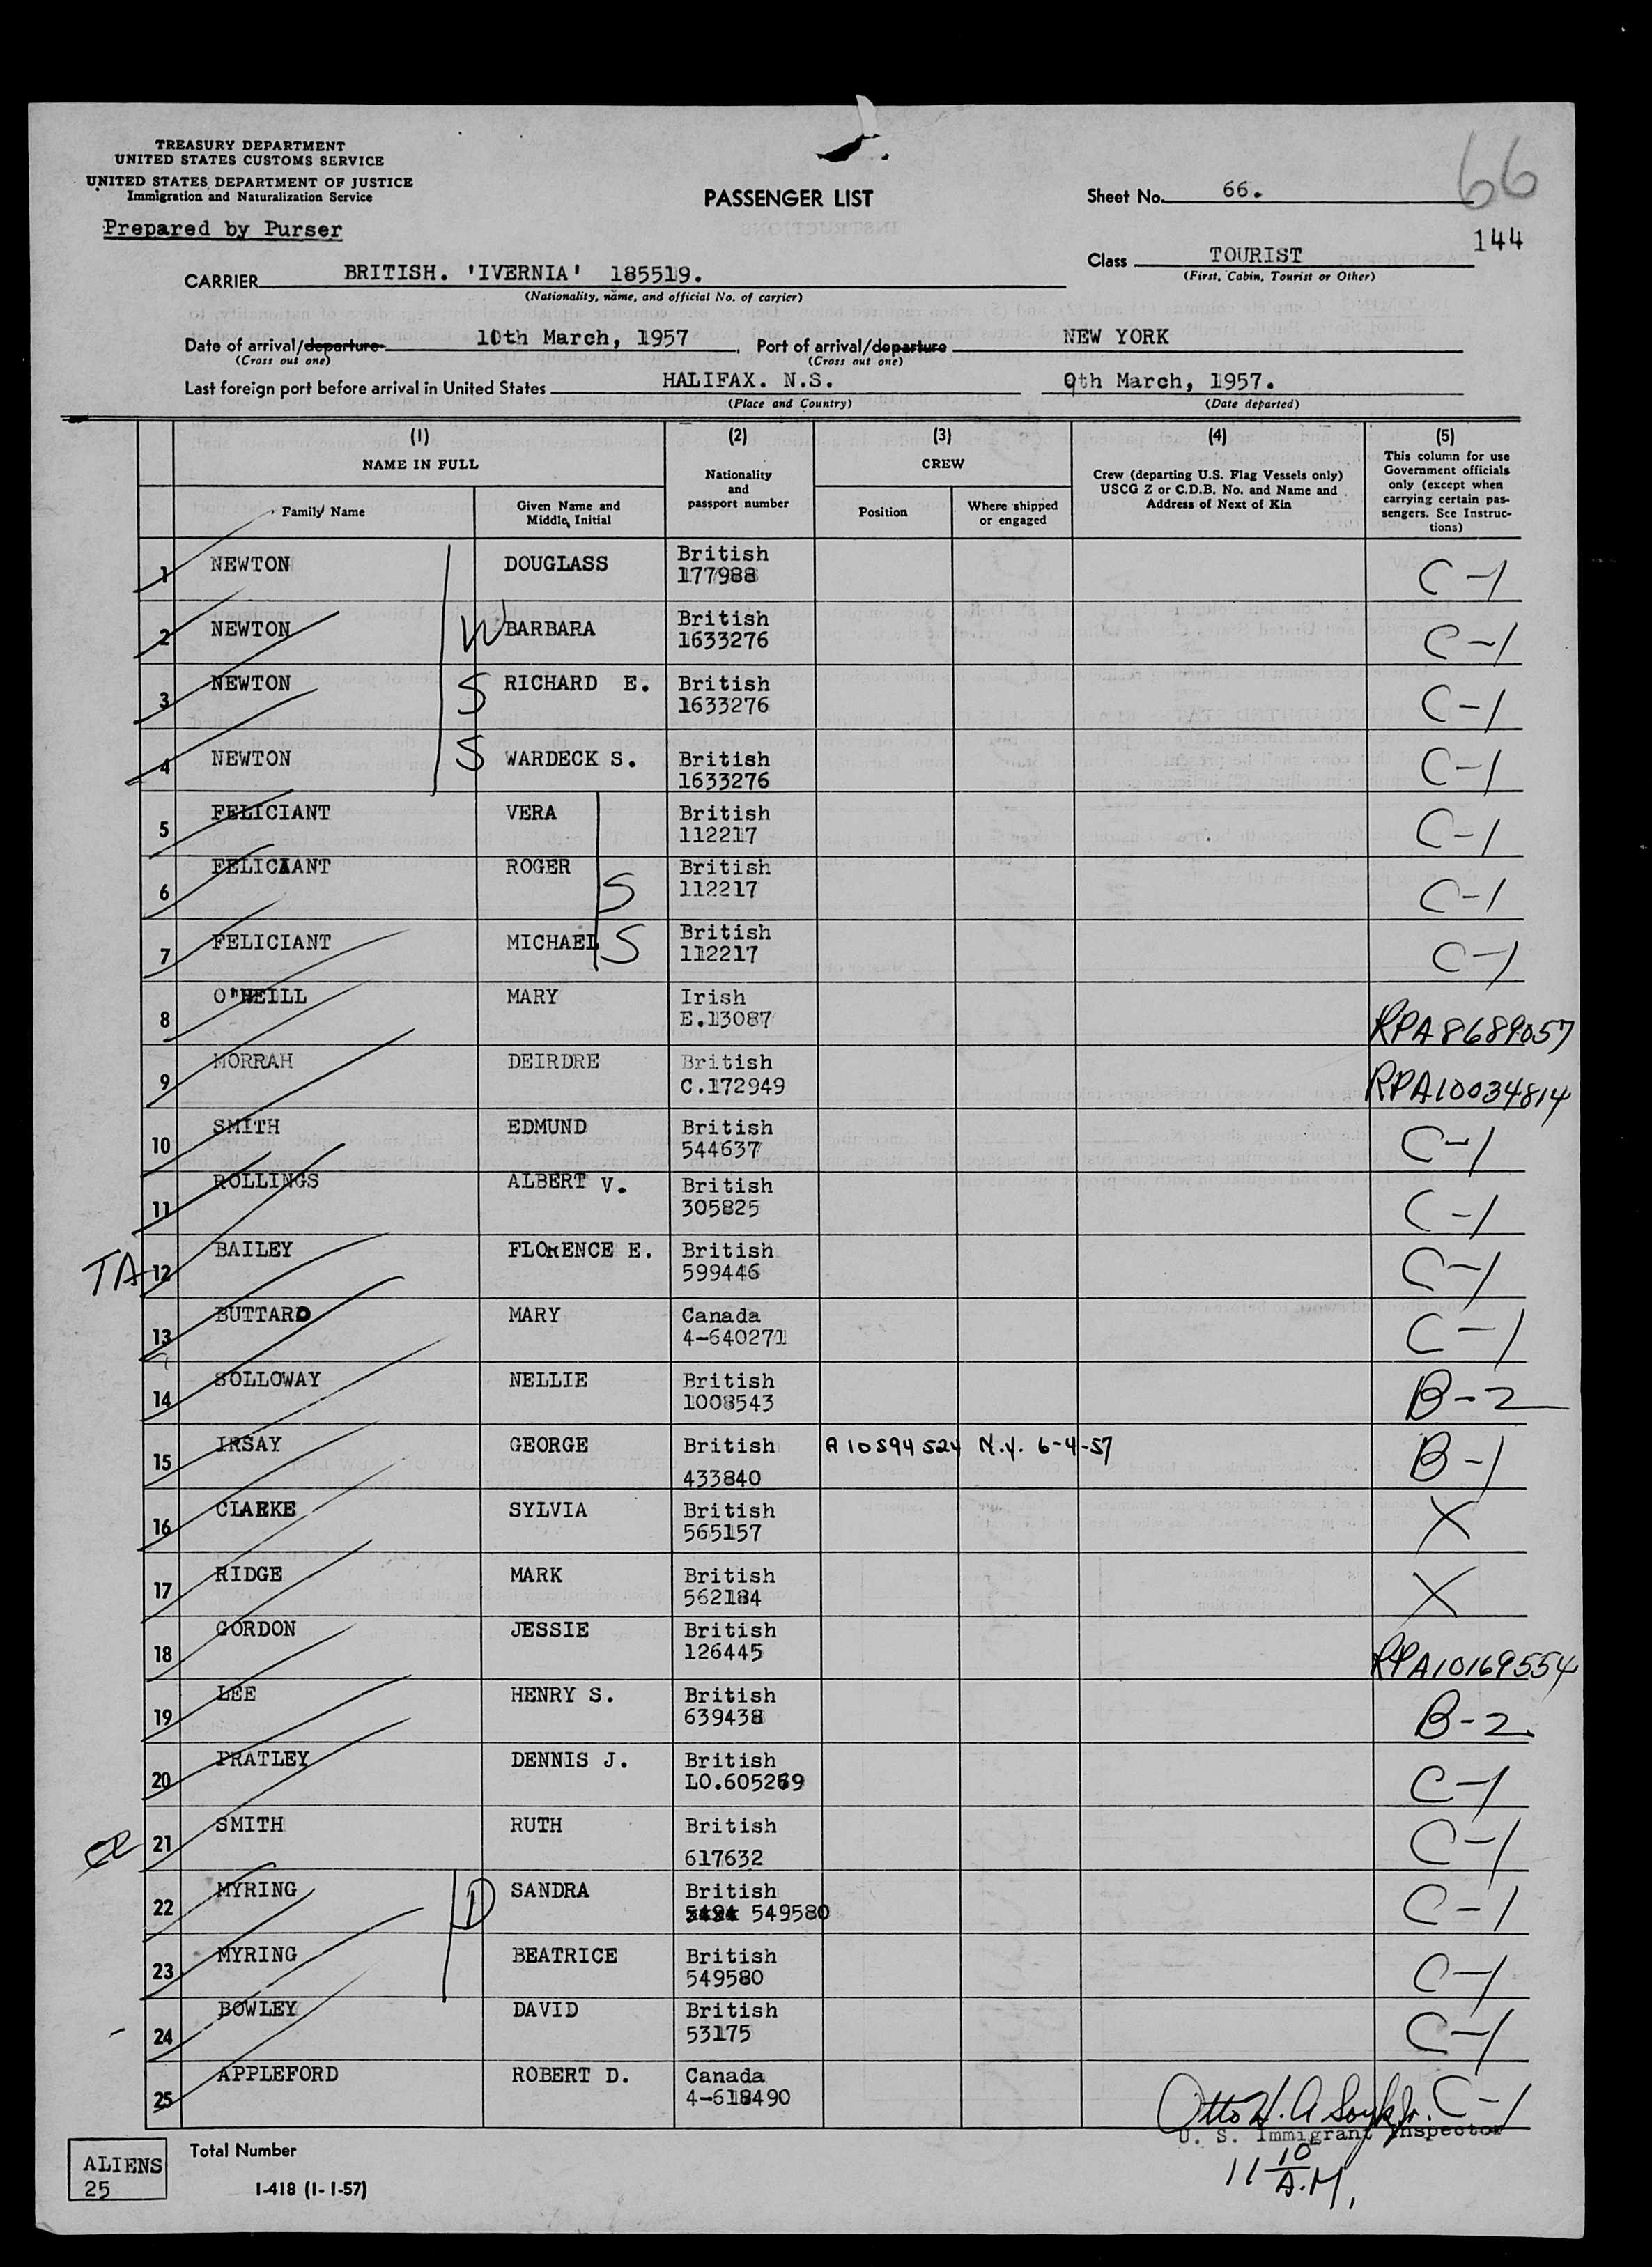 TREASURY DEPARTMENT
UNITED STATES CUSTOMS SERVICE
UNITED STATES DEPARTMENT OF JUSTICE
Immigration and Naturalization Service
Prepared by Purser
PASSENGER LIST
Sheet No. 66.
66
144
Class TOURIST
(First, Cabin, Tourist or Other)
CARRIER BRITISH. 'IVERNIA' 185519.
(Nationality, name, and official No. of carrier)
Date of arrival/departure 10th March, 1957, Port of arrival/departure NEW YORK
(Cross out one) (Cross out one)
Last foreign port before arrival in United States HALIFAX. N.S. 9th March, 1957.
(Place and Country) (Date departed)
(1) (2) (3) (4) (5)
NAME IN FULL
Family Name
Given Name and Middle Initial
Nationality and passport number
CREW
Position
Where shipped or engaged
Crew (departing U.S. Flag Vessels only) USCG Z or C.D.B. No. and Name and Address of Next of Kin
This column for use Government officials only (except when carrying certain passengers. See Instructions)
1 NEWTON DOUGLASS British 177988 C-1
2 NEWTON W BARBARA British 1633276 C-1
3 NEWTON S RICHARD E. British 1633276 C-1
4 NEWTON S WARDECK S. British 1633276 C-1
5 FELICIANT VERA British 112217 C-1
6 FELICIANT ROGER S British 112217 C-1
7 FELICIANT MICHAEL S British 112217 C-1
8 O'NEILL MARY Irish E.13087 RPA8689057
9 MORRAH DEIRDRE British C.172949 RPA10034814
10 SMITH EDMUND British 544637 C-1
11 ROLLINGS ALBERT V. British 305825 C-1
TA 12 BAILEY FLORENCE E. British 599446 C-1
13 BUTTARD MARY Canada 4-640271 C-1
14 SOLLOWAY NELLIE British 1008543 B-2
15 IRSAY GEORGE British 433840 A10594524 N.Y. 6-4-57 B-1
16 CLARKE SYLVIA British 565157 X
17 RIDGE MARK British 562184 X
18 GORDON JESSIE British 126445 RPA10169554
19 LEE HENRY S. British 639438 B-2
20 PRATLEY DENNIS J. British LO.605269 C-1
21 SMITH RUTH British 617632 C-1
22 MYRING D SANDRA British 549580 C-1
23 MYRING BEATRICE British 549580 C-1
24 BOWLEY DAVID British 53175 C-1
25 APPLEFORD ROBERT D. Canada 4-618490 C-1
U. S. Immigrant Inspector
11 10 A.M.
ALIENS
25
Total Number
I-418 (1-1-57)